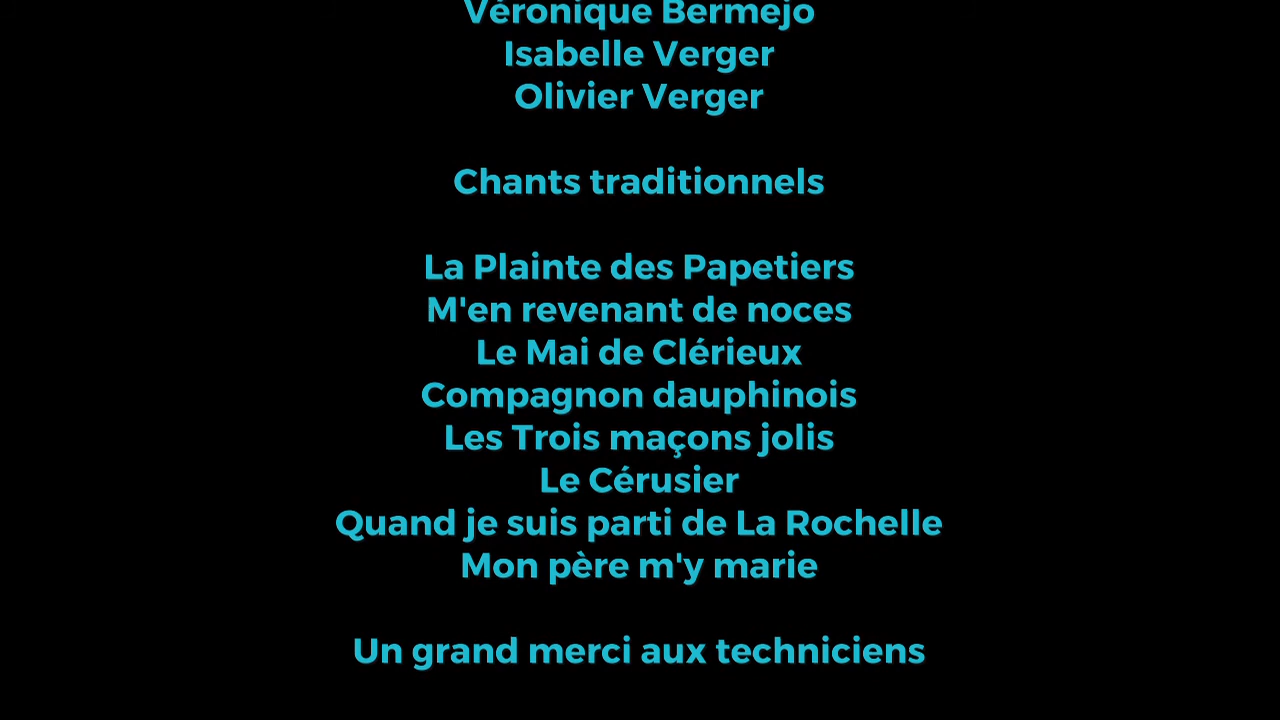 Véronique Bermejo
Isabelle Verger
Olivier Verger
Chants traditionnels
La Plainte des Papetiers
M'en revenant de noces
Le Mai de Clérieux
Compagnon dauphinois
Les Trois maçons jolis
Le Cérusier
Quand je suis parti de La Rochelle
Mon père m'y marie
Un grand merci aux techniciens